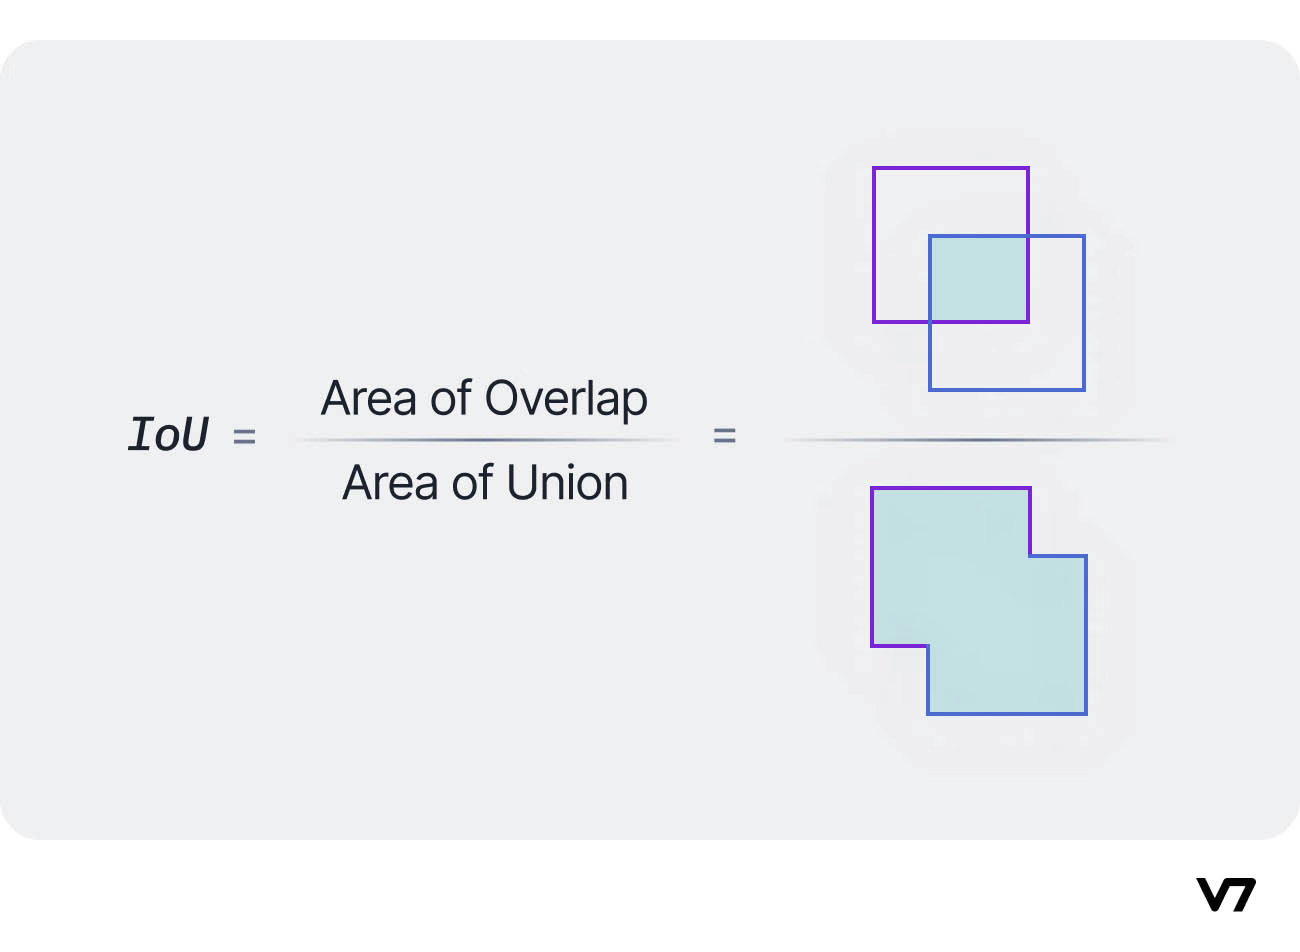 IoU = Area of Overlap =
Area of Union
V7